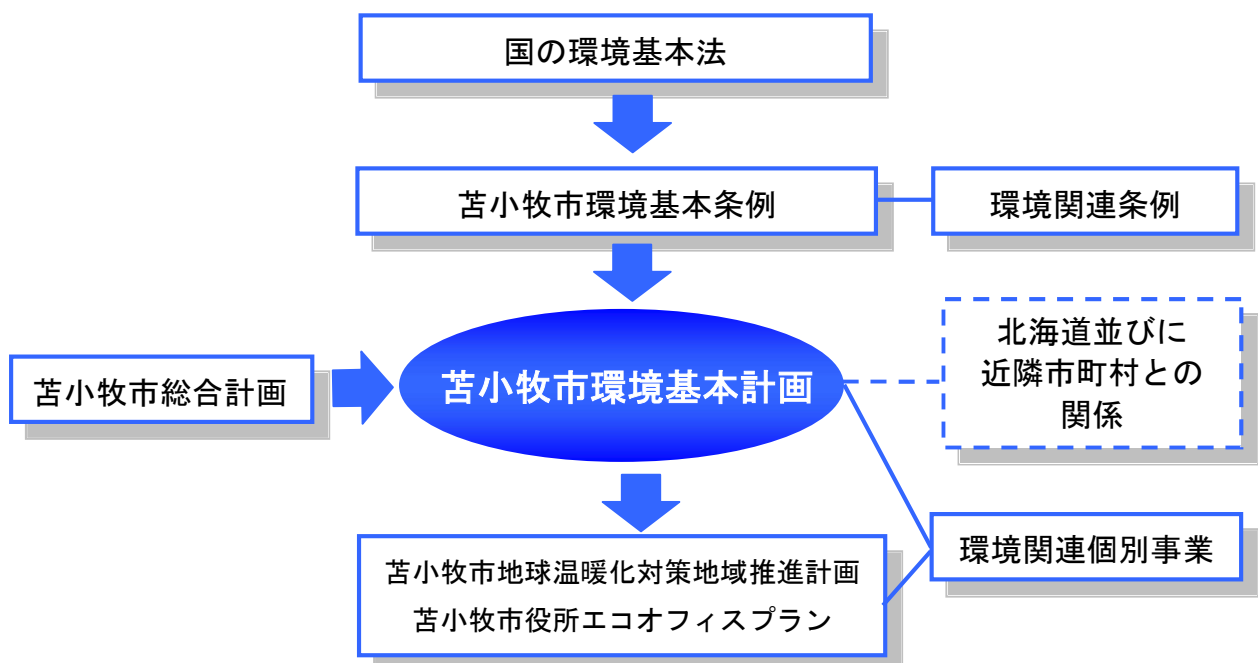 国の環境基本法
苫小牧市環境基本条例
環境関連条例
北海道並びに
近隣市町村との
関係
苫小牧市総合計画
苫小牧市環境基本計画
環境関連個別事業
苫小牧市地球温暖化対策地域推進計画
苫小牧市役所エコオフィスプラン